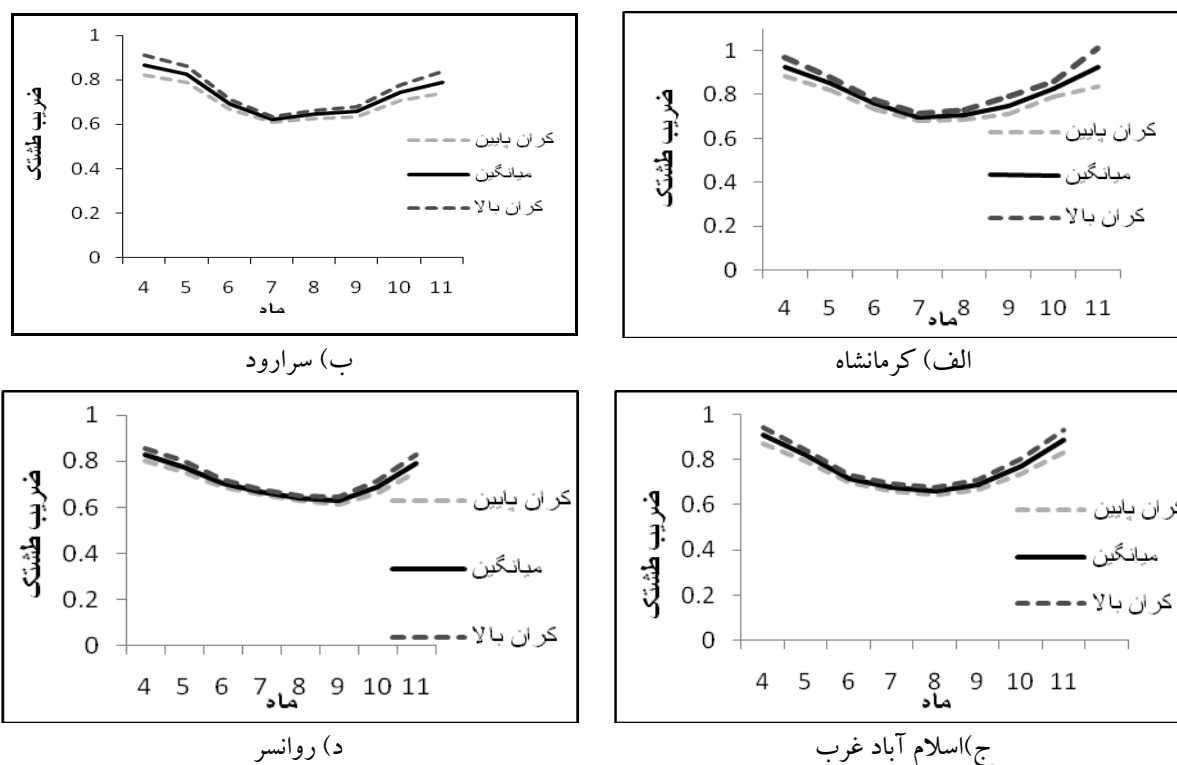 ضریب طشتک
1
0.8
0.6
0.4
0.2
0
4 5 6 7 8 9 10 11
ماه
کران پایین
میانگین
کران بالا
الف) کرمانشاه
ضریب طشتک
1
0.8
0.6
0.4
0.2
0
4 5 6 7 8 9 10 11
ماه
کران پایین
میانگین
کران بالا
ب) سرارود
ضریب طشتک
1
0.8
0.6
0.4
0.2
0
4 5 6 7 8 9 10 11
ماه
کران پایین
میانگین
کران بالا
ج)اسلام آباد غرب
ضریب طشتک
1
0.8
0.6
0.4
0.2
0
4 5 6 7 8 9 10 11
ماه
کران پایین
میانگین
کران بالا
د) روانسر